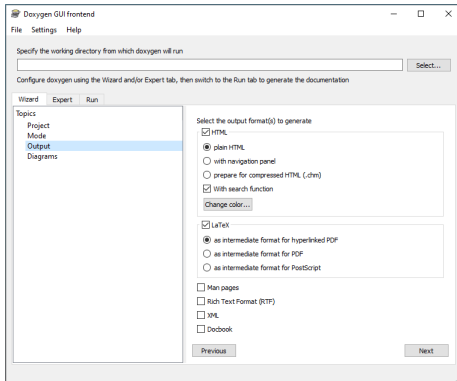 Doxygen GUI frontend
File Settings Help
Specify the working directory from which doxygen will run
Select...
Configure doxygen using the Wizard and/or Expert tab, then switch to the Run tab to generate the documentation
Wizard Expert Run
Topics
Project
Mode
Output
Diagrams
Select the output format(s) to generate
HTML
plain HTML
with navigation panel
prepare for compressed HTML (.chm)
With search function
Change color...
LaTeX
as intermediate format for hyperlinked PDF
as intermediate format for PDF
as intermediate format for PostScript
Man pages
Rich Text Format (RTF)
XML
Docbook
Previous Next